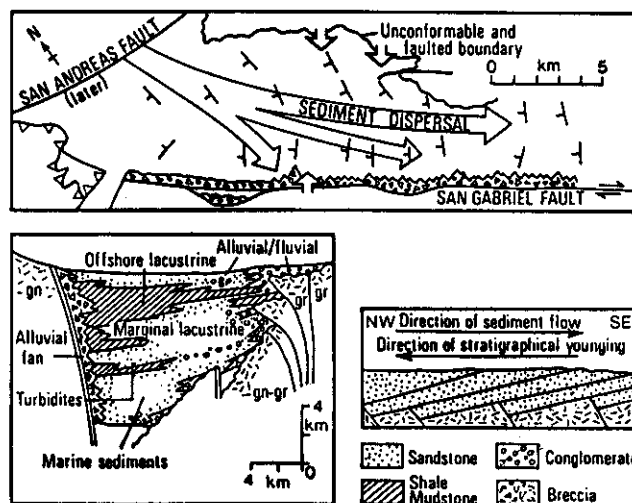 N
SAN ANDREAS FAULT
(later)
Unconformable and
faulted boundary
0 5
km
SEDIMENT DISPERSAL
SAN GABRIEL FAULT
Offshore lacustrine
Alluvial/fluvial
gn
gr
gr
Marginal lacustrine
Alluvial
fan
Turbidites
gn-gr
Marine sediments
4
km
0
4
km
NW Direction of sediment flow SE
Direction of stratigraphical younging
Sandstone
Conglomerate
Shale
Mudstone
Breccia